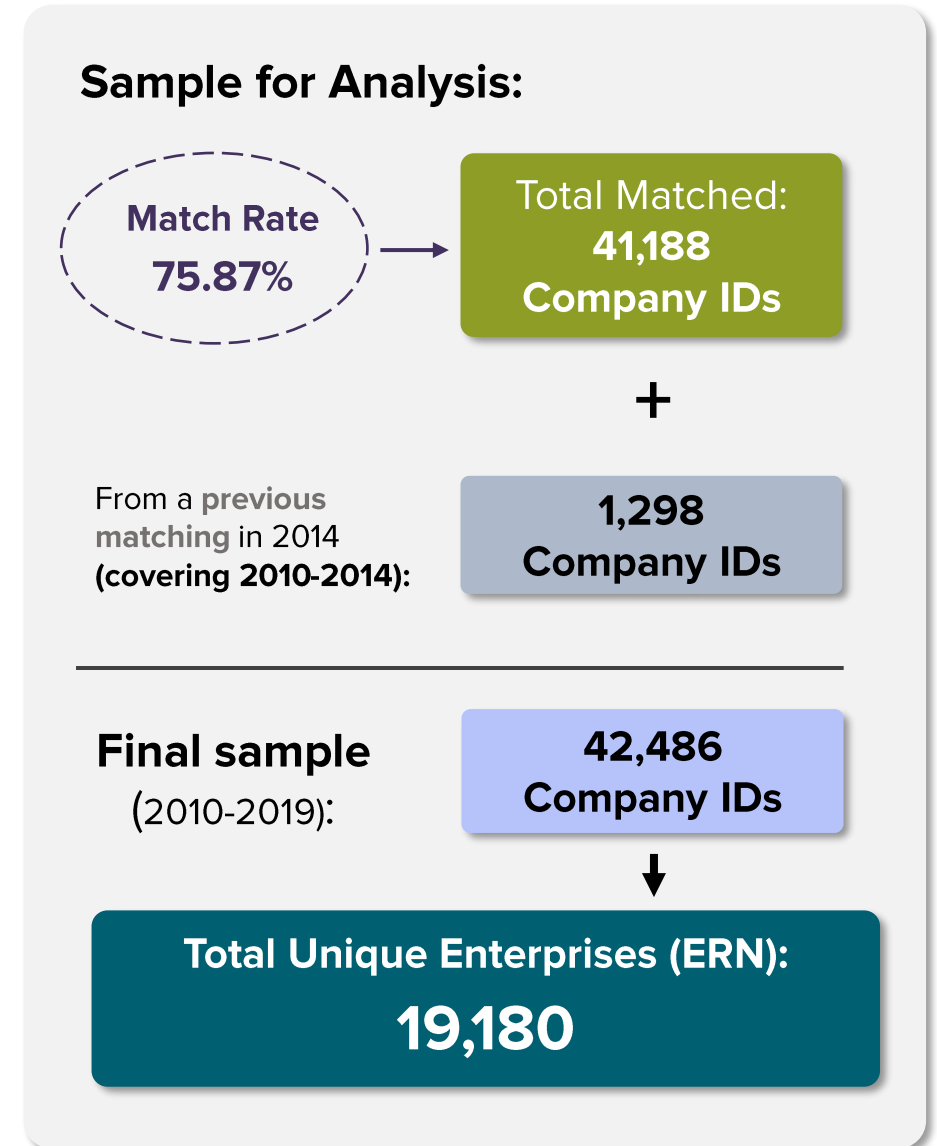 Sample for Analysis:
Match Rate
75.87%
Total Matched:
41,188
Company IDs
+
From a previous
matching in 2014
(covering 2010-2014):
1,298
Company IDs
Final sample
(2010-2019):
42,486
Company IDs
Total Unique Enterprises (ERN):
19,180